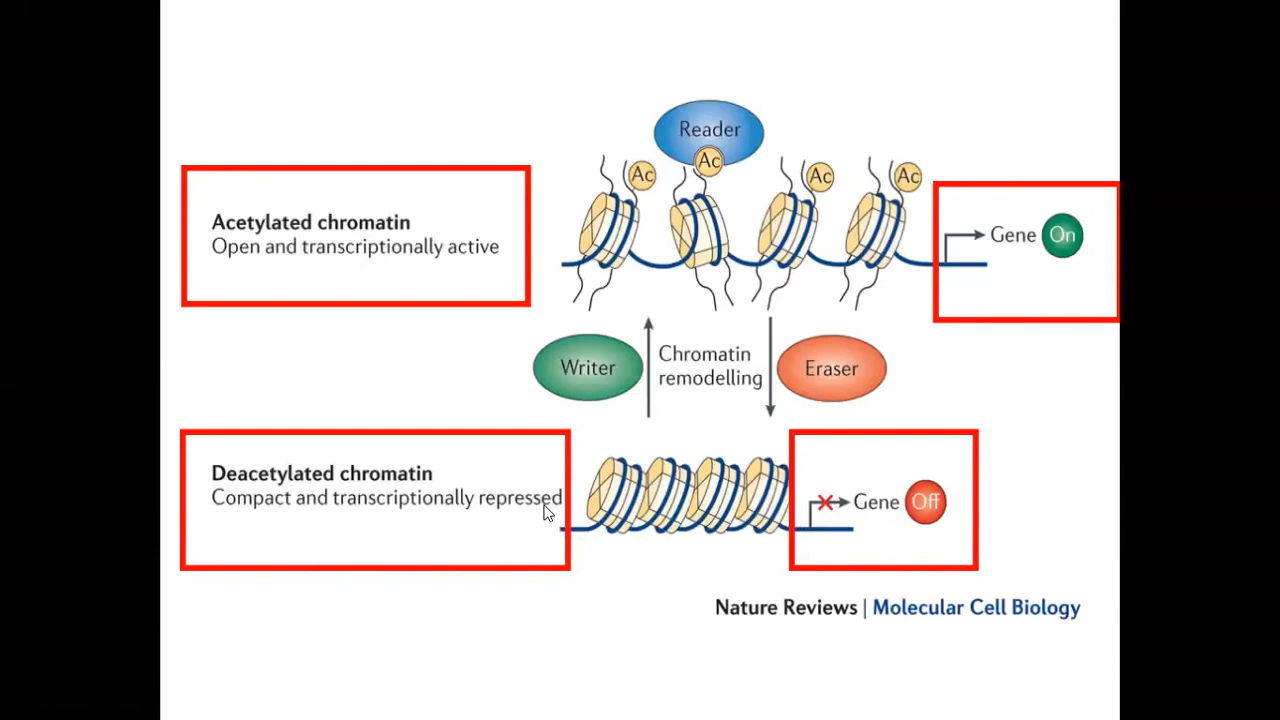 Reader
Ac
Ac
Ac
Ac
Acetylated chromatin
Open and transcriptionally active
Gene On
Writer
Chromatin
remodelling
Eraser
Deacetylated chromatin
Compact and transcriptionally repressed
Gene Off
Nature Reviews | Molecular Cell Biology